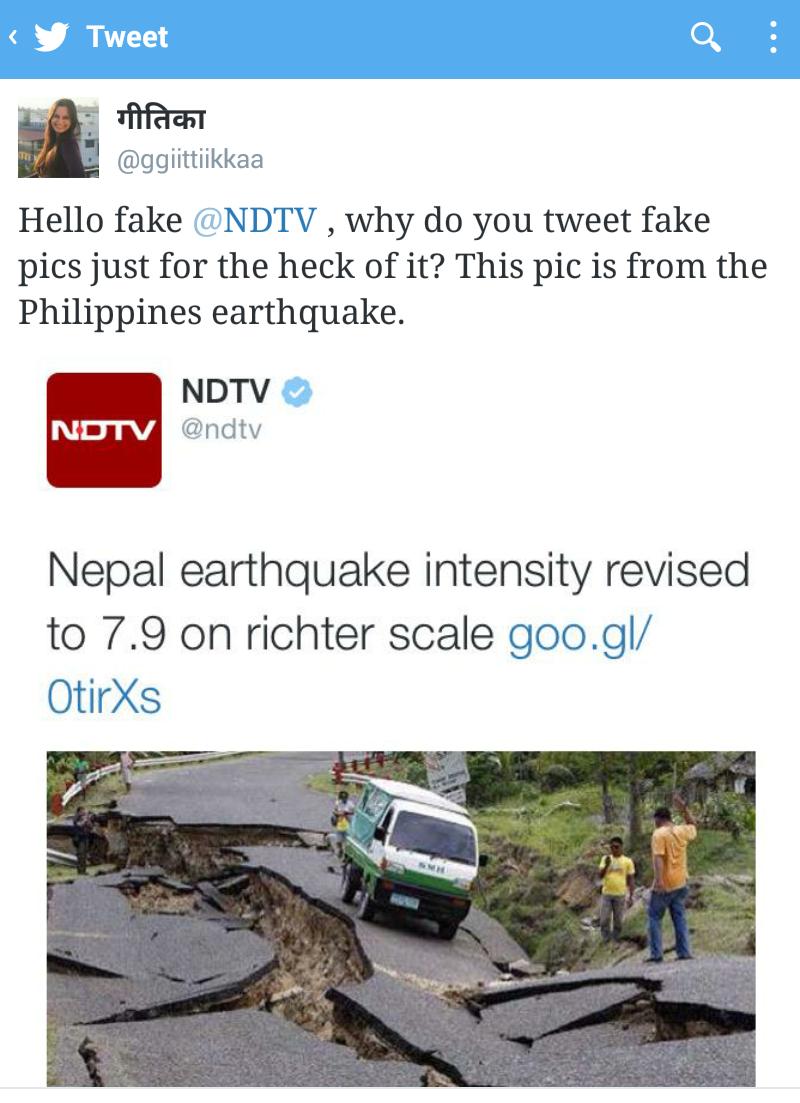 Tweet
गीतिका
@ggiittiikkaa
Hello fake @NDTV , why do you tweet fake
pics just for the heck of it? This pic is from the
Philippines earthquake.
NDTV
NDTV
@ndtv
Nepal earthquake intensity revised
to 7.9 on richter scale goo.gl/
0tirXs